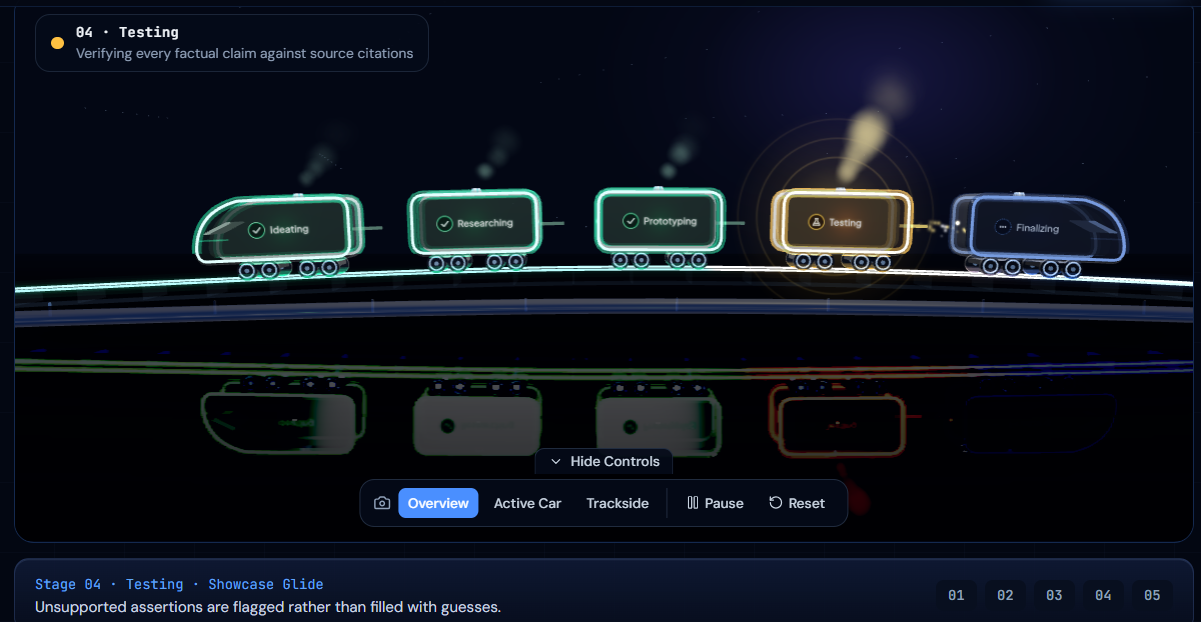 04 · Testing
Verifying every factual claim against source citations
Ideating
Researching
Prototyping
Testing
Finalizing
Hide Controls
Overview
Active Car
Trackside
Pause
Reset
Stage 04 · Testing · Showcase Glide
Unsupported assertions are flagged rather than filled with guesses.
01
02
03
04
05